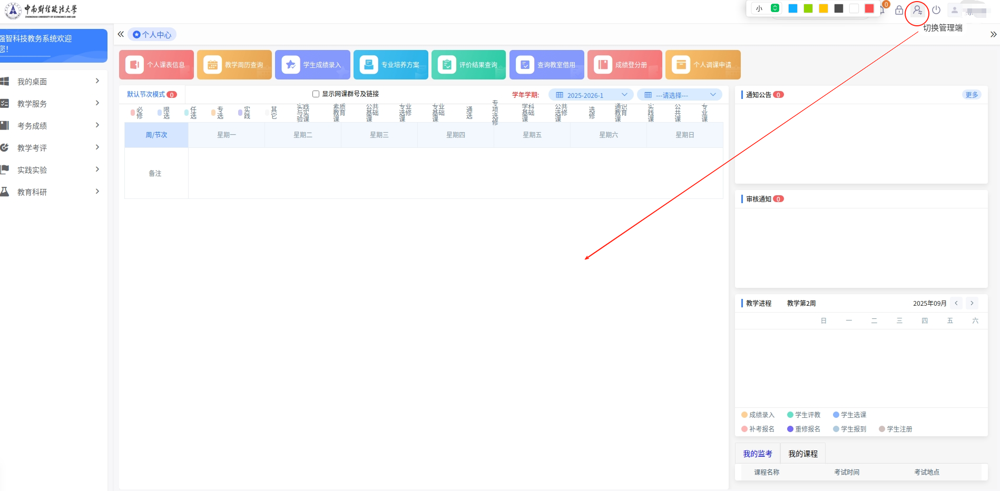 中南财经政法大学
ZHONGNAN UNIVERSITY OF ECONOMICS AND LAW
小
0
切换管理端
强智科技教务系统欢迎
您!
个人中心
个人课表信息
教学周历查询
学生成绩录入
专业培养方案
评价结果查询
查询教室借用
成绩登分册
个人调课申请
我的桌面
教学服务
考务成绩
教学考评
实践实验
教育科研
默认节次模式 0
显示网课群号及链接
学年学期:
2025-2026-1
---请选择---
必修
限选
任选
专选
实践
其它
实践与实验课
素质教育课
公共基础课
专业选修课
专业基础课
通选
专项选修
学科基础课
公共选修课
选修
通识教育课
实践课
公共课
专业课
周/节次
星期一
星期二
星期三
星期四
星期五
星期六
星期日
备注
通知公告 0
更多
审核通知 0
教学进程
教学第2周
2025年09月
日
一
二
三
四
五
六
成绩录入
学生评教
学生选课
补考报名
重修报名
学生报到
学生注册
我的监考
我的课程
课程名称
考试时间
考试地点